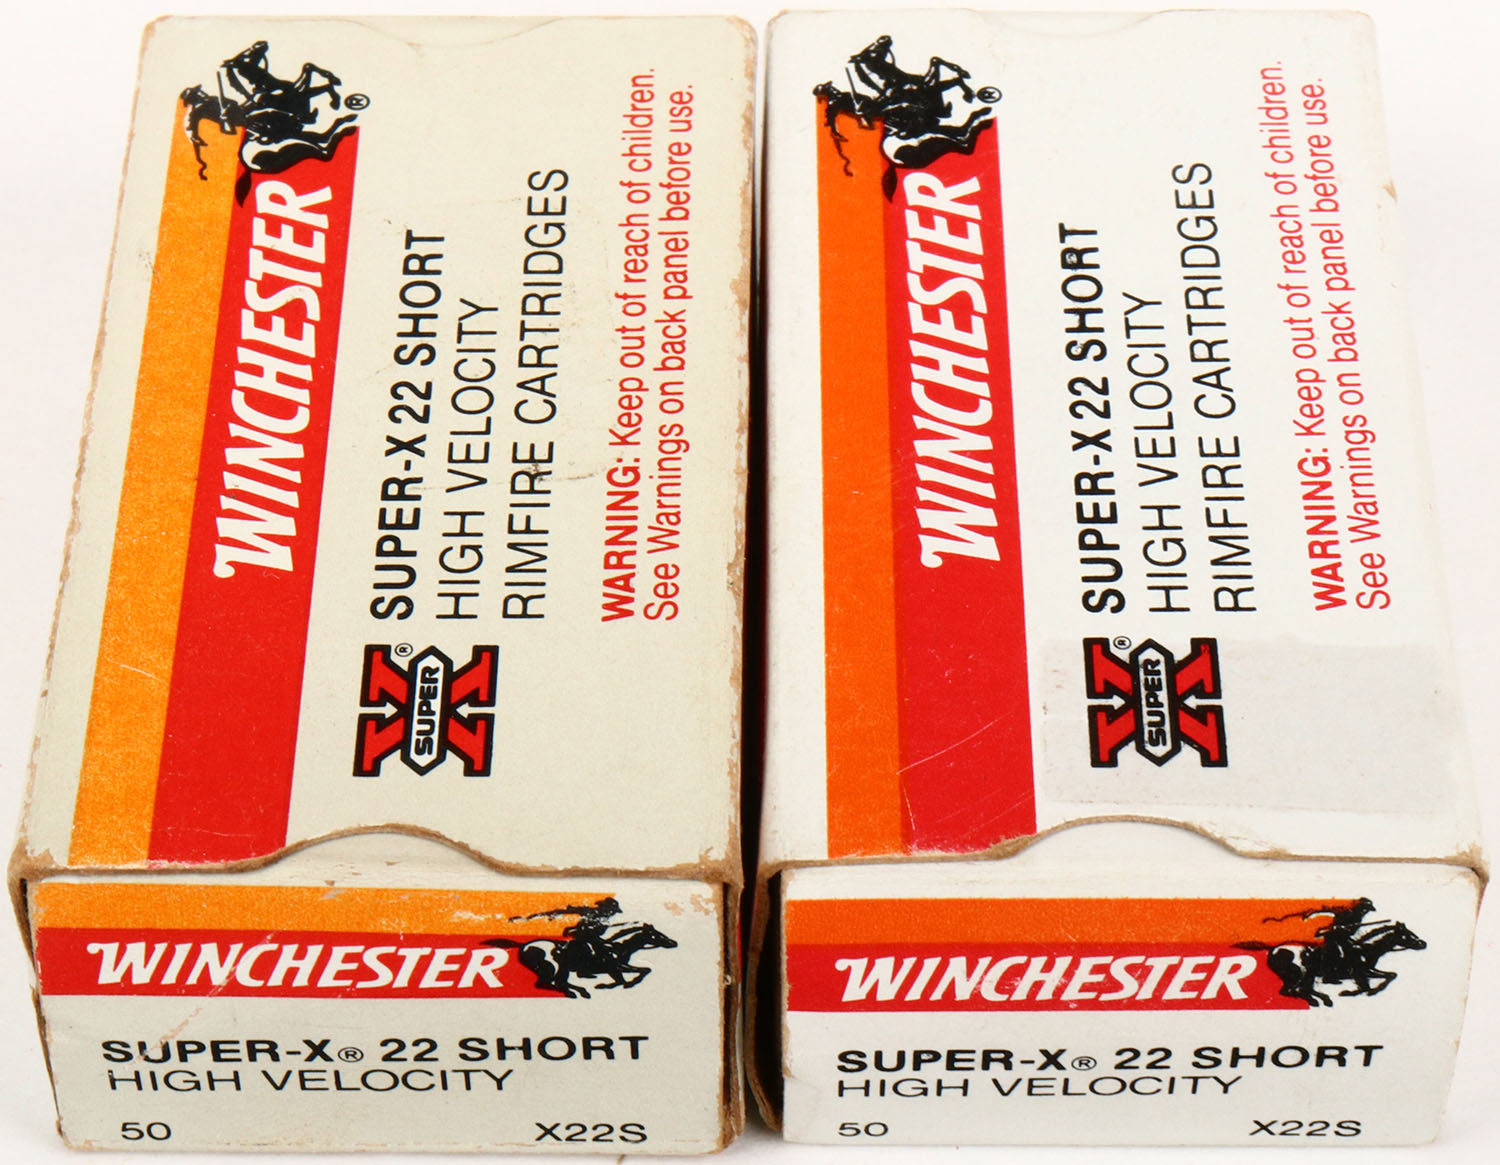 WINCHESTER
®
SUPER-X 22 SHORT
HIGH VELOCITY
RIMFIRE CARTRIDGES
WARNING: Keep out of reach of children.
See Warnings on back panel before use.
SUPER X ®
WINCHESTER
SUPER-X® 22 SHORT
HIGH VELOCITY
50 X22S
WINCHESTER
®
SUPER-X 22 SHORT
HIGH VELOCITY
RIMFIRE CARTRIDGES
WARNING: Keep out of reach of children.
See Warnings on back panel before use.
SUPER X ®
WINCHESTER
SUPER-X® 22 SHORT
HIGH VELOCITY
50 X22S